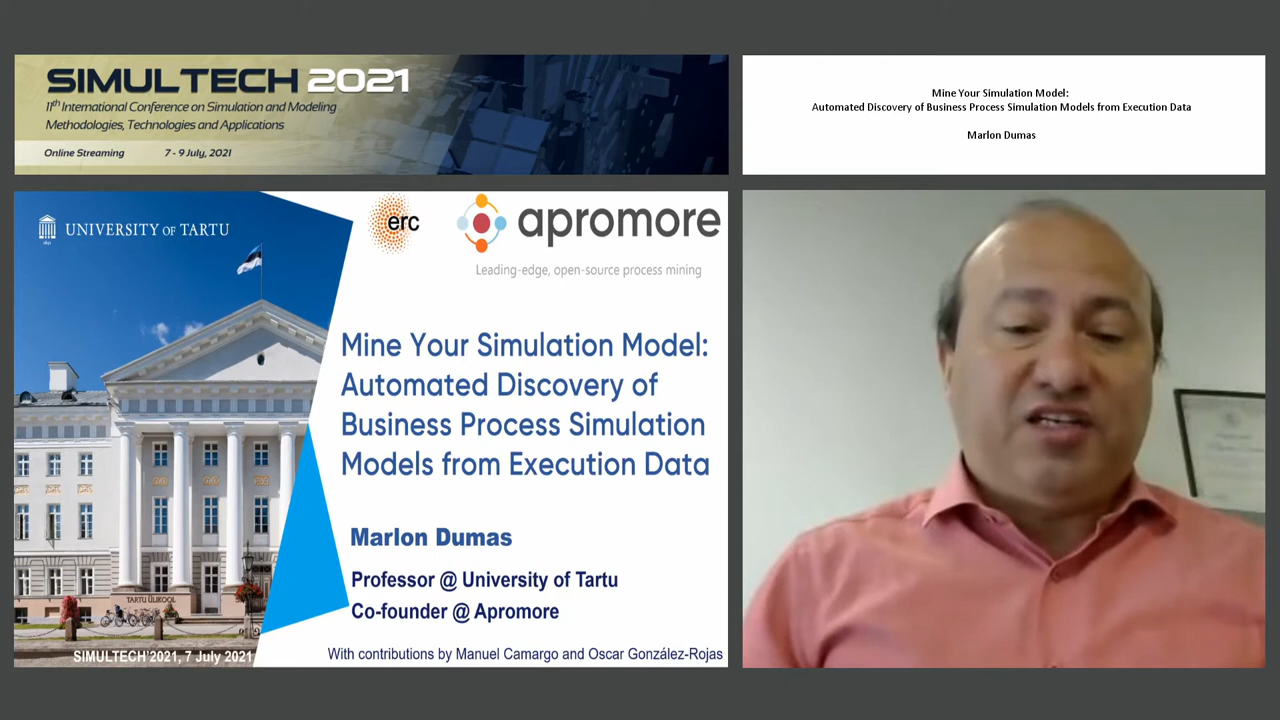 SIMULTECH 2021
11th International Conference on Simulation and Modeling
Methodologies, Technologies and Applications
Online Streaming 7 - 9 July, 2021
Mine Your Simulation Model:
Automated Discovery of Business Process Simulation Models from Execution Data
Marlon Dumas
UNIVERSITY OF TARTU
erc
apromore
Leading-edge, open-source process mining
Mine Your Simulation Model:
Automated Discovery of
Business Process Simulation
Models from Execution Data
Marlon Dumas
Professor @ University of Tartu
Co-founder @ Apromore
TARTU ÜLIKOOL
SIMULTECH'2021, 7 July 2021
With contributions by Manuel Camargo and Oscar González-Rojas